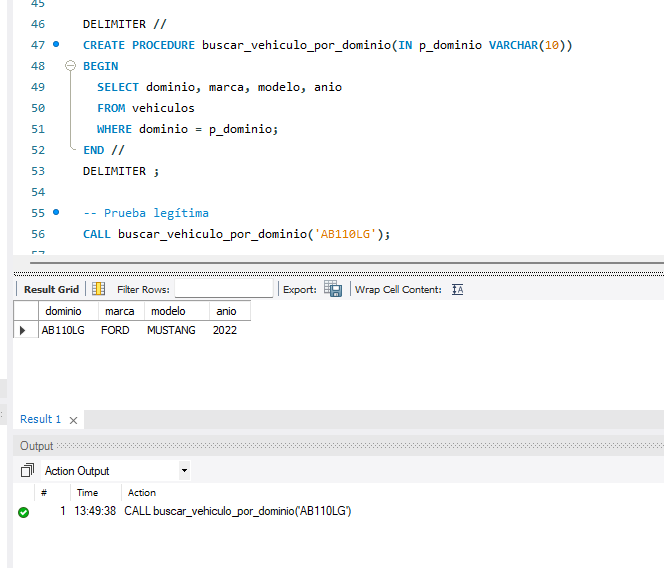 45
46 DELIMITER //
47 CREATE PROCEDURE buscar_vehiculo_por_dominio(IN p_dominio VARCHAR(10))
48 BEGIN
49 SELECT dominio, marca, modelo, anio
50 FROM vehiculos
51 WHERE dominio = p_dominio;
52 END //
53 DELIMITER ;
54
55 -- Prueba legítima
56 CALL buscar_vehiculo_por_dominio('AB110LG');
57
Result Grid Filter Rows: Export: Wrap Cell Content:
dominio marca modelo anio
AB110LG FORD MUSTANG 2022
Result 1
Output
Action Output
# Time Action
1 13:49:38 CALL buscar_vehiculo_por_dominio('AB110LG')